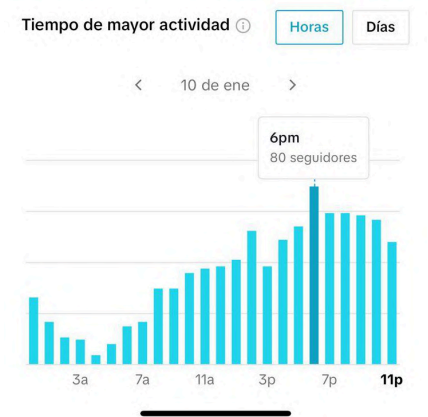 Tiempo de mayor actividad
Horas
Días
10 de ene
6pm
80 seguidores
3a 7a 11a 3p 7p 11p